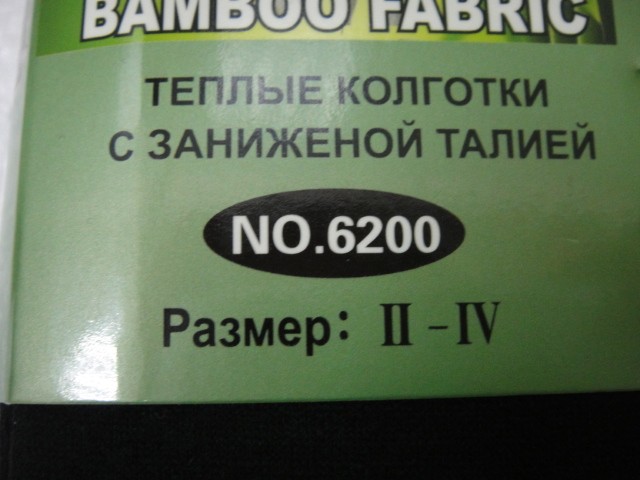 BAMBOO FABRIC
ТЕПЛЫЕ КОЛГОТКИ
С ЗАНИЖЕНОЙ ТАЛИЕЙ
NO.6200
Размер: II - IV